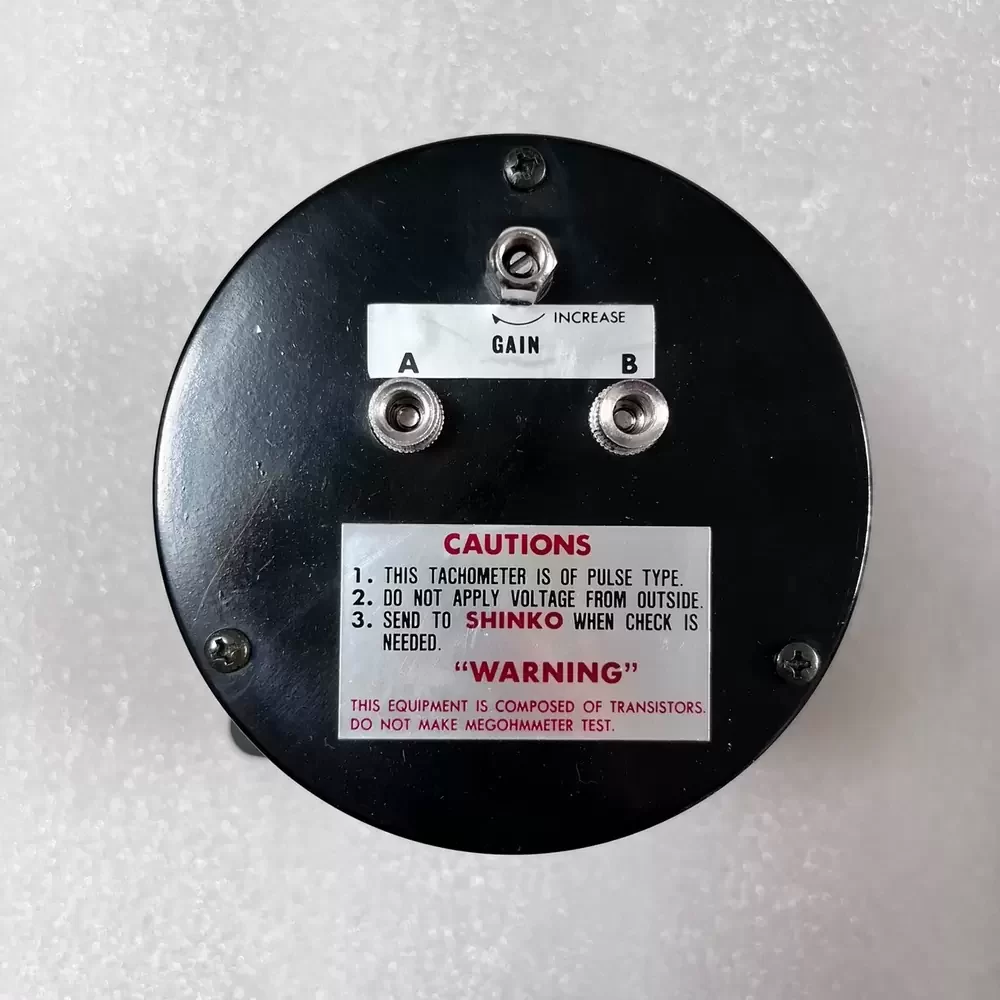 INCREASE
GAIN
A B
CAUTIONS
1. THIS TACHOMETER IS OF PULSE TYPE.
2. DO NOT APPLY VOLTAGE FROM OUTSIDE.
3. SEND TO SHINKO WHEN CHECK IS
NEEDED.
“WARNING”
THIS EQUIPMENT IS COMPOSED OF TRANSISTORS.
DO NOT MAKE MEGOHMMETER TEST.